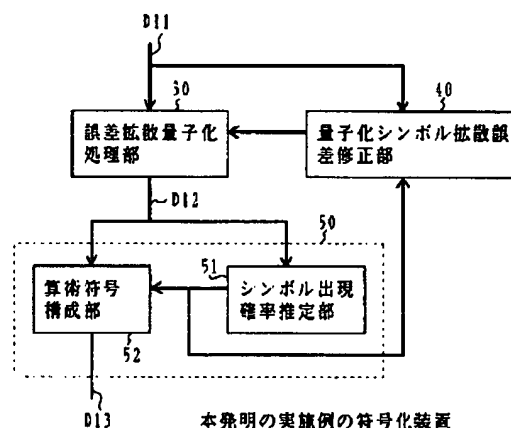 D11
30
40
誤差拡散量子化
処理部
量子化シンボル拡散誤
差修正部
D12
50
51
算術符号
構成部
シンボル出現
確率推定部
52
D13
本発明の実施例の符号化装置